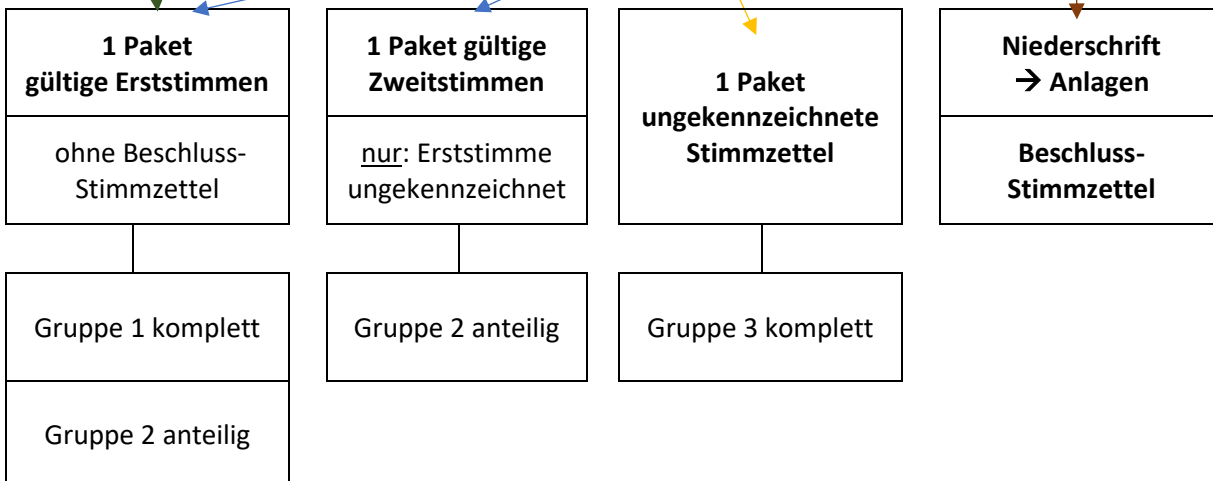 1 Paket
gültige Erststimmen
ohne Beschluss-
Stimmzettel
Gruppe 1 komplett
Gruppe 2 anteilig
1 Paket gültige
Zweitstimmen
nur: Erststimme
ungekennzeichnet
Gruppe 2 anteilig
1 Paket
ungekennzeichnete
Stimmzettel
Gruppe 3 komplett
Niederschrift
→ Anlagen
Beschluss-
Stimmzettel